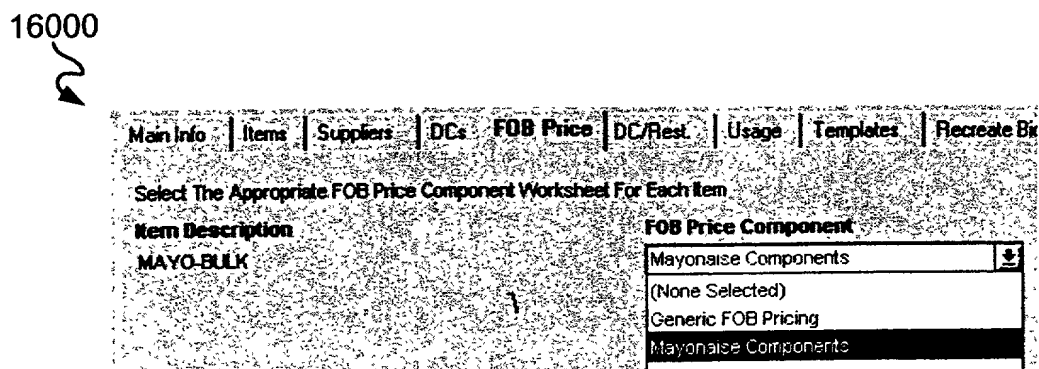 16000
Main Info Items Suppliers DCs FOB Price DC/Rest. Usage Templates Recreate Bid
Select The Appropriate FOB Price Component Worksheet For Each Item
Item Description FOB Price Component
MAYO-BULK Mayonaise Components
(None Selected)
Generic FOB Pricing
Mayonaise Components